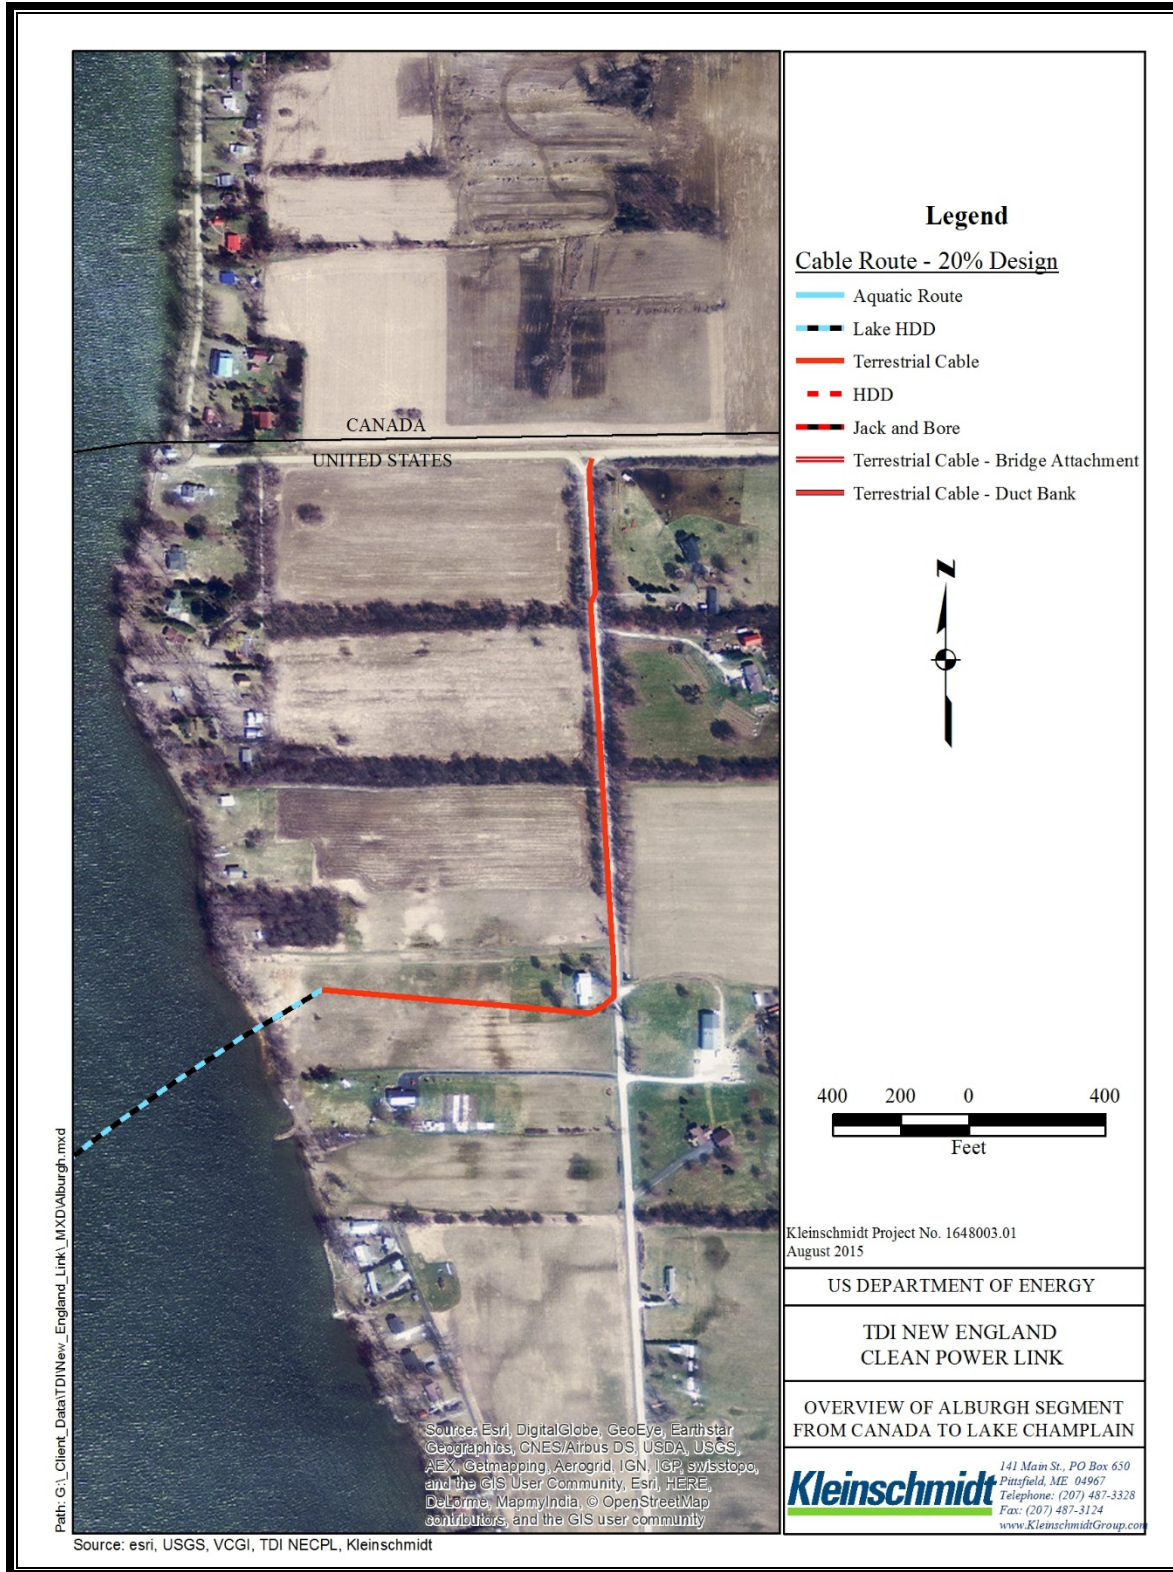 CANADA
UNITED STATES
Legend
Cable Route - 20% Design
Aquatic Route
Lake HDD
Terrestrial Cable
HDD
Jack and Bore
Terrestrial Cable - Bridge Attachment
Terrestrial Cable - Duct Bank
N
400 200 0 400
Feet
Kleinschmidt Project No. 1648003.01
August 2015
US DEPARTMENT OF ENERGY
TDI NEW ENGLAND
CLEAN POWER LINK
OVERVIEW OF ALBURGH SEGMENT
FROM CANADA TO LAKE CHAMPLAIN
Kleinschmidt
141 Main St., PO Box 650
Pittsfield, ME 04967
Telephone: (207) 487-3328
Fax: (207) 487-3124
www.KleinschmidtGroup.com
Source: Esri, DigitalGlobe, GeoEye, Earthstar
Geographics, CNES/Airbus DS, USDA, USGS,
AEX, Getmapping, Aerogrid, IGN, IGP, swisstopo,
and the GIS User Community, Esri, HERE,
DeLorme, MapmyIndia, © OpenStreetMap
contributors, and the GIS user community
Path: G:\_Client_Data\TDI\New_England_Link\_MXD\Alburgh.mxd
Source: esri, USGS, VCGI, TDI NECPL, Kleinschmidt